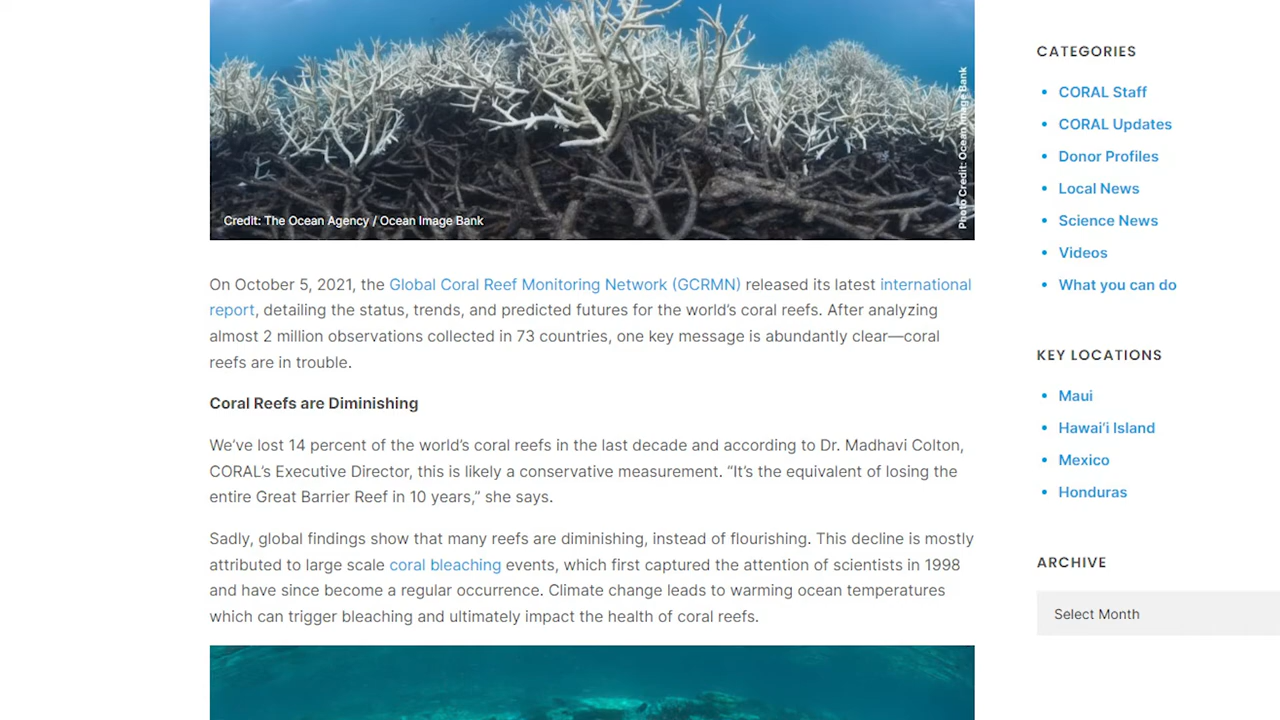 Photo Credit: Ocean Image Bank
Credit: The Ocean Agency / Ocean Image Bank
On October 5, 2021, the Global Coral Reef Monitoring Network (GCRMN) released its latest international
report, detailing the status, trends, and predicted futures for the world’s coral reefs. After analyzing
almost 2 million observations collected in 73 countries, one key message is abundantly clear—coral
reefs are in trouble.
Coral Reefs are Diminishing
We’ve lost 14 percent of the world’s coral reefs in the last decade and according to Dr. Madhavi Colton,
CORAL’s Executive Director, this is likely a conservative measurement. “It’s the equivalent of losing the
entire Great Barrier Reef in 10 years,” she says.
Sadly, global findings show that many reefs are diminishing, instead of flourishing. This decline is mostly
attributed to large scale coral bleaching events, which first captured the attention of scientists in 1998
and have since become a regular occurrence. Climate change leads to warming ocean temperatures
which can trigger bleaching and ultimately impact the health of coral reefs.
CATEGORIES
• CORAL Staff
• CORAL Updates
• Donor Profiles
• Local News
• Science News
• Videos
• What you can do
KEY LOCATIONS
• Maui
• Hawai’i Island
• Mexico
• Honduras
ARCHIVE
Select Month